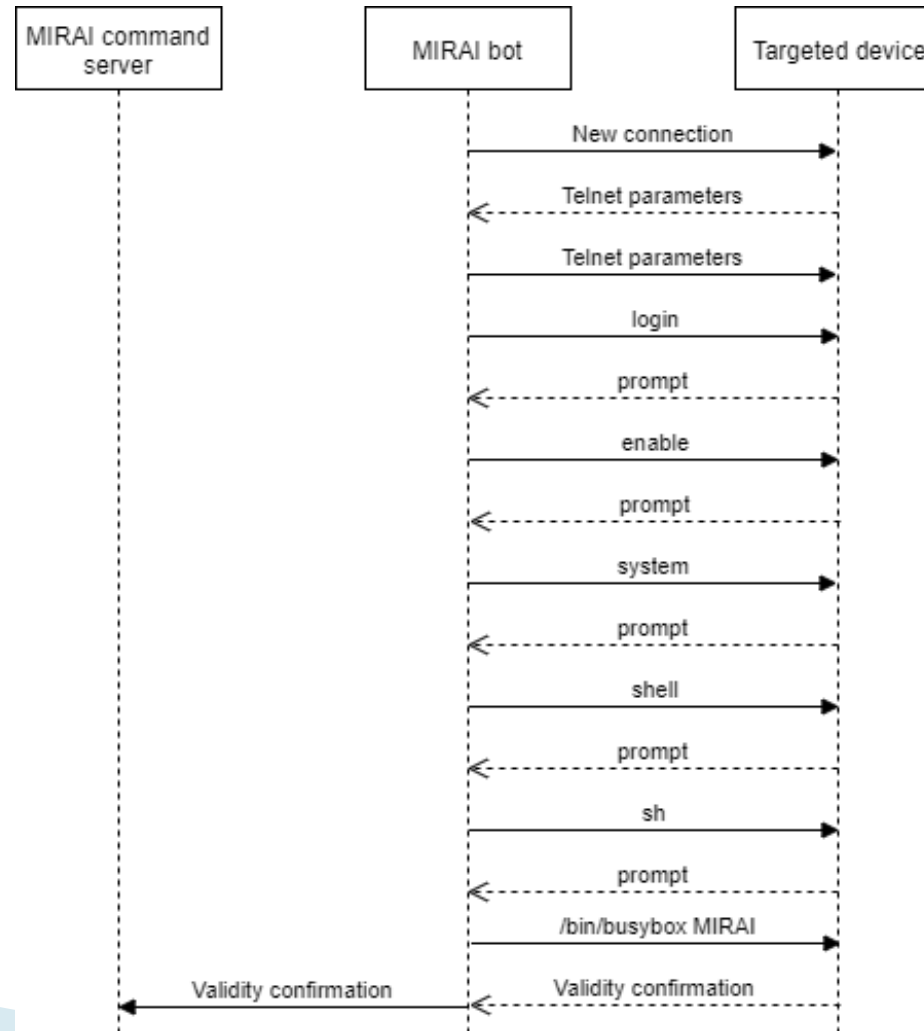 MIRAI command
server
MIRAI bot
Targeted device
New connection
Telnet parameters
Telnet parameters
login
prompt
enable
prompt
system
prompt
shell
prompt
sh
prompt
/bin/busybox MIRAI
Validity confirmation
Validity confirmation